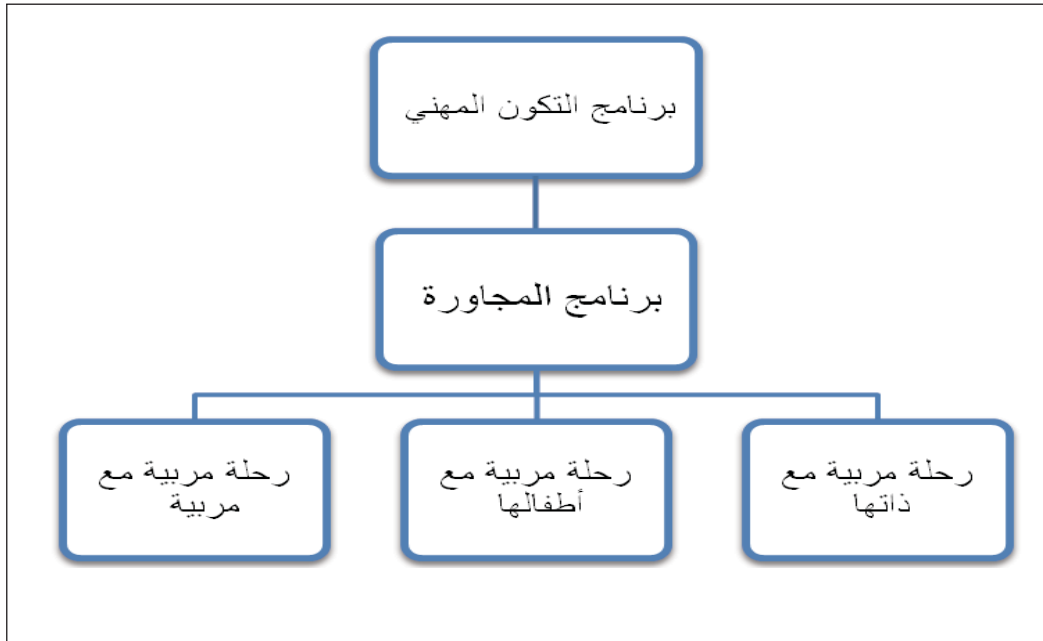 برنامج التكون المهني
برنامج المجاورة
رحلة مربية مع
ذاتها
رحلة مربية مع
أطفالها
رحلة مربية مع
مربية